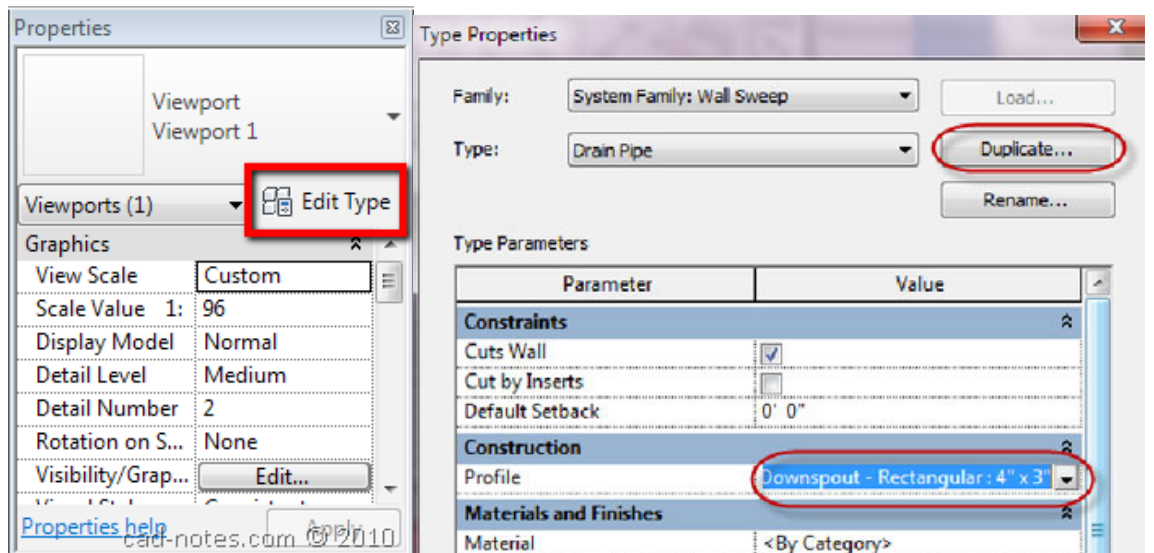 Properties
Viewport
Viewport 1
Viewports (1)
Edit Type
Graphics
View Scale Custom
Scale Value 1: 96
Display Model Normal
Detail Level Medium
Detail Number 2
Rotation on S... None
Visibility/Grap... Edit...
Properties help
Apply
cad-notes.com © 2010
Type Properties
Family: System Family: Wall Sweep Load...
Type: Drain Pipe Duplicate...
Rename...
Type Parameters
Parameter Value
Constraints
Cuts Wall
Cut by Inserts
Default Setback 0' 0"
Construction
Profile Downspout - Rectangular : 4" x 3"
Materials and Finishes
Material <By Category>